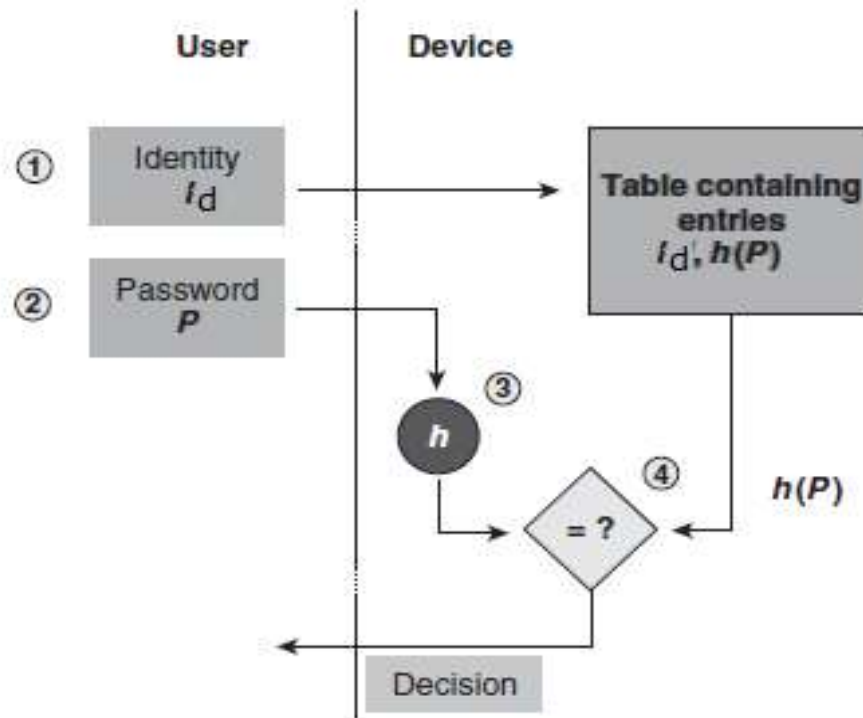 User
Device
①
Identity
Id
Table containing
entries
Id', h(P)
②
Password
P
③
h
④
= ?
h(P)
Decision